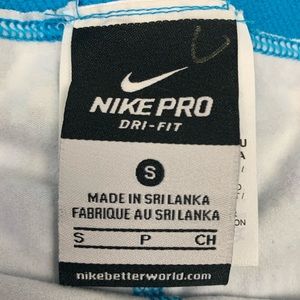 NIKE PRO
DRI-FIT
S
MADE IN SRI LANKA
FABRIQUE AU SRI LANKA
S P CH
nikebetterworld.com